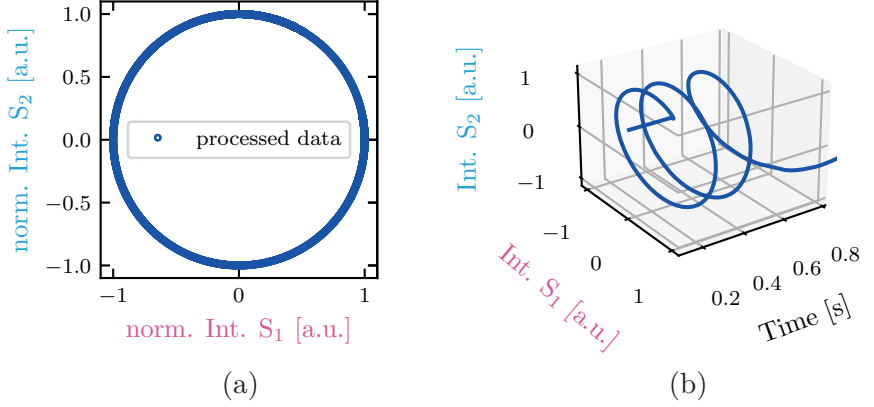 norm. Int. S₂ [a.u.]
1.0
0.5
0.0
−0.5
−1.0
processed data
−1
0
1
norm. Int. S₁ [a.u.]
(a)
Int. S₂ [a.u.]
1
0
−1
−1
0
1
Int. S₁ [a.u.]
0.2
0.4
0.6
0.8
Time [s]
(b)